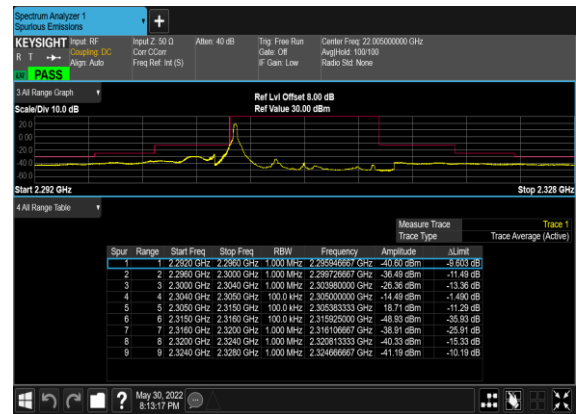 Spectrum Analyzer 1
Spurious Emissions
KEYSIGHT Input: RF Input Z: 50 Ω Atten: 40 dB Trig: Free Run Center Freq: 22.005000000 GHz
R T Coupling: DC Corr CCorr Gate: Off Avg|Hold: 100/100
Align: Auto Freq Ref: Int (S) IF Gain: Low Radio Std: None
PASS
3 All Range Graph
Ref Lvl Offset 8.00 dB
Scale/Div 10.0 dB Ref Value 30.00 dBm
20.0
0.00
-20.0
-40.0
-60.0
Start 2.292 GHz Stop 2.328 GHz
4 All Range Table
Measure Trace Trace 1
Trace Type Trace Average (Active)
Spur Range Start Freq Stop Freq RBW Frequency Amplitude ΔLimit
1 1 2.2920 GHz 2.2960 GHz 1.000 MHz 2.295946667 GHz -40.60 dBm -9.603 dB
2 2 2.2960 GHz 2.3000 GHz 1.000 MHz 2.299726667 GHz -36.49 dBm -11.49 dB
3 3 2.3000 GHz 2.3040 GHz 1.000 MHz 2.303980000 GHz -26.36 dBm -13.36 dB
4 4 2.3040 GHz 2.3050 GHz 100.0 kHz 2.305000000 GHz -14.49 dBm -1.490 dB
5 5 2.3050 GHz 2.3150 GHz 100.0 kHz 2.305383333 GHz 18.71 dBm -11.29 dB
6 6 2.3150 GHz 2.3160 GHz 100.0 kHz 2.315925000 GHz -48.93 dBm -35.93 dB
7 7 2.3160 GHz 2.3200 GHz 1.000 MHz 2.316106667 GHz -38.91 dBm -25.91 dB
8 8 2.3200 GHz 2.3240 GHz 1.000 MHz 2.320813333 GHz -40.33 dBm -15.33 dB
9 9 2.3240 GHz 2.3280 GHz 1.000 MHz 2.324666667 GHz -41.19 dBm -10.19 dB
May 30, 2022
8:13:17 PM